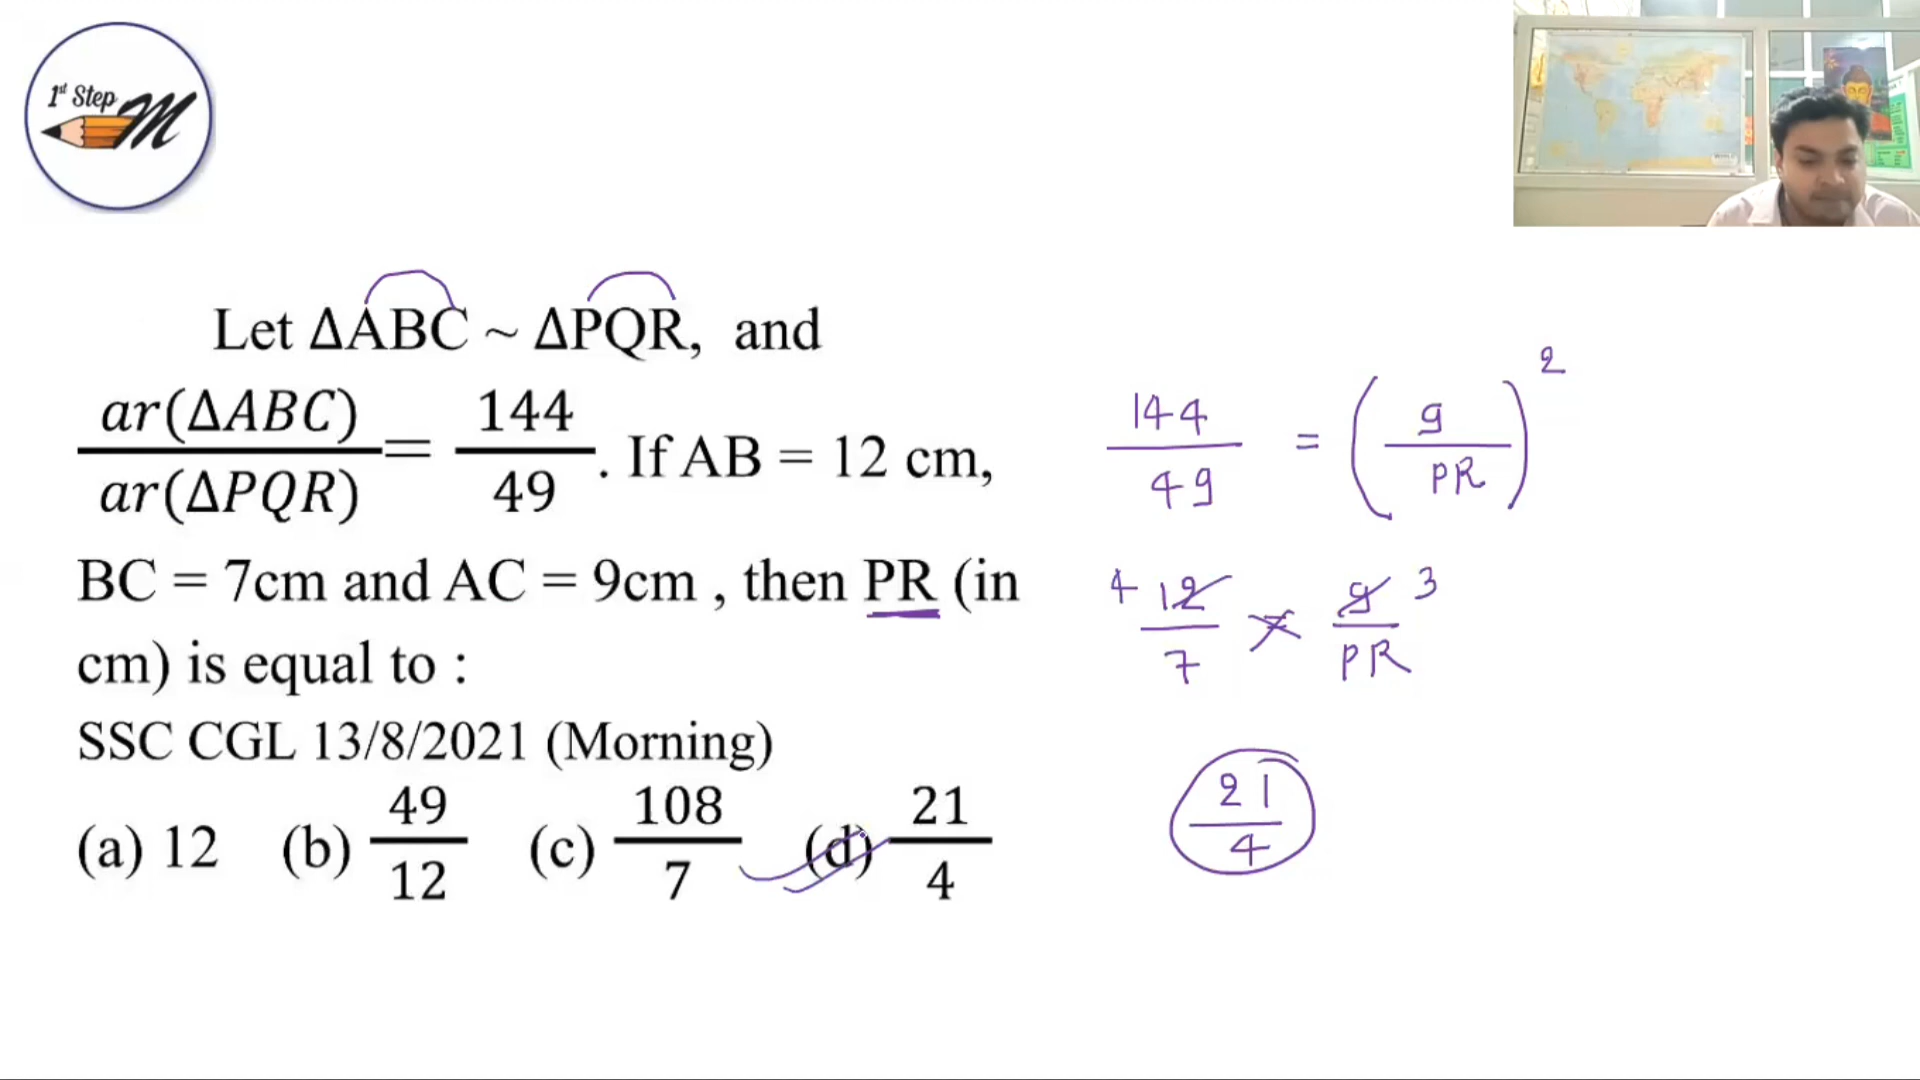 1st Step
M
Let ΔABC ~ ΔPQR, and
ar(ΔABC)/ar(ΔPQR) = 144/49 . If AB = 12 cm,
BC = 7cm and AC = 9cm , then PR (in
cm) is equal to :
SSC CGL 13/8/2021 (Morning)
(a) 12 (b) 49/12 (c) 108/7 (d) 21/4
144/49 = (9/PR)²
4 12/7 = 9/PR 3
21/4